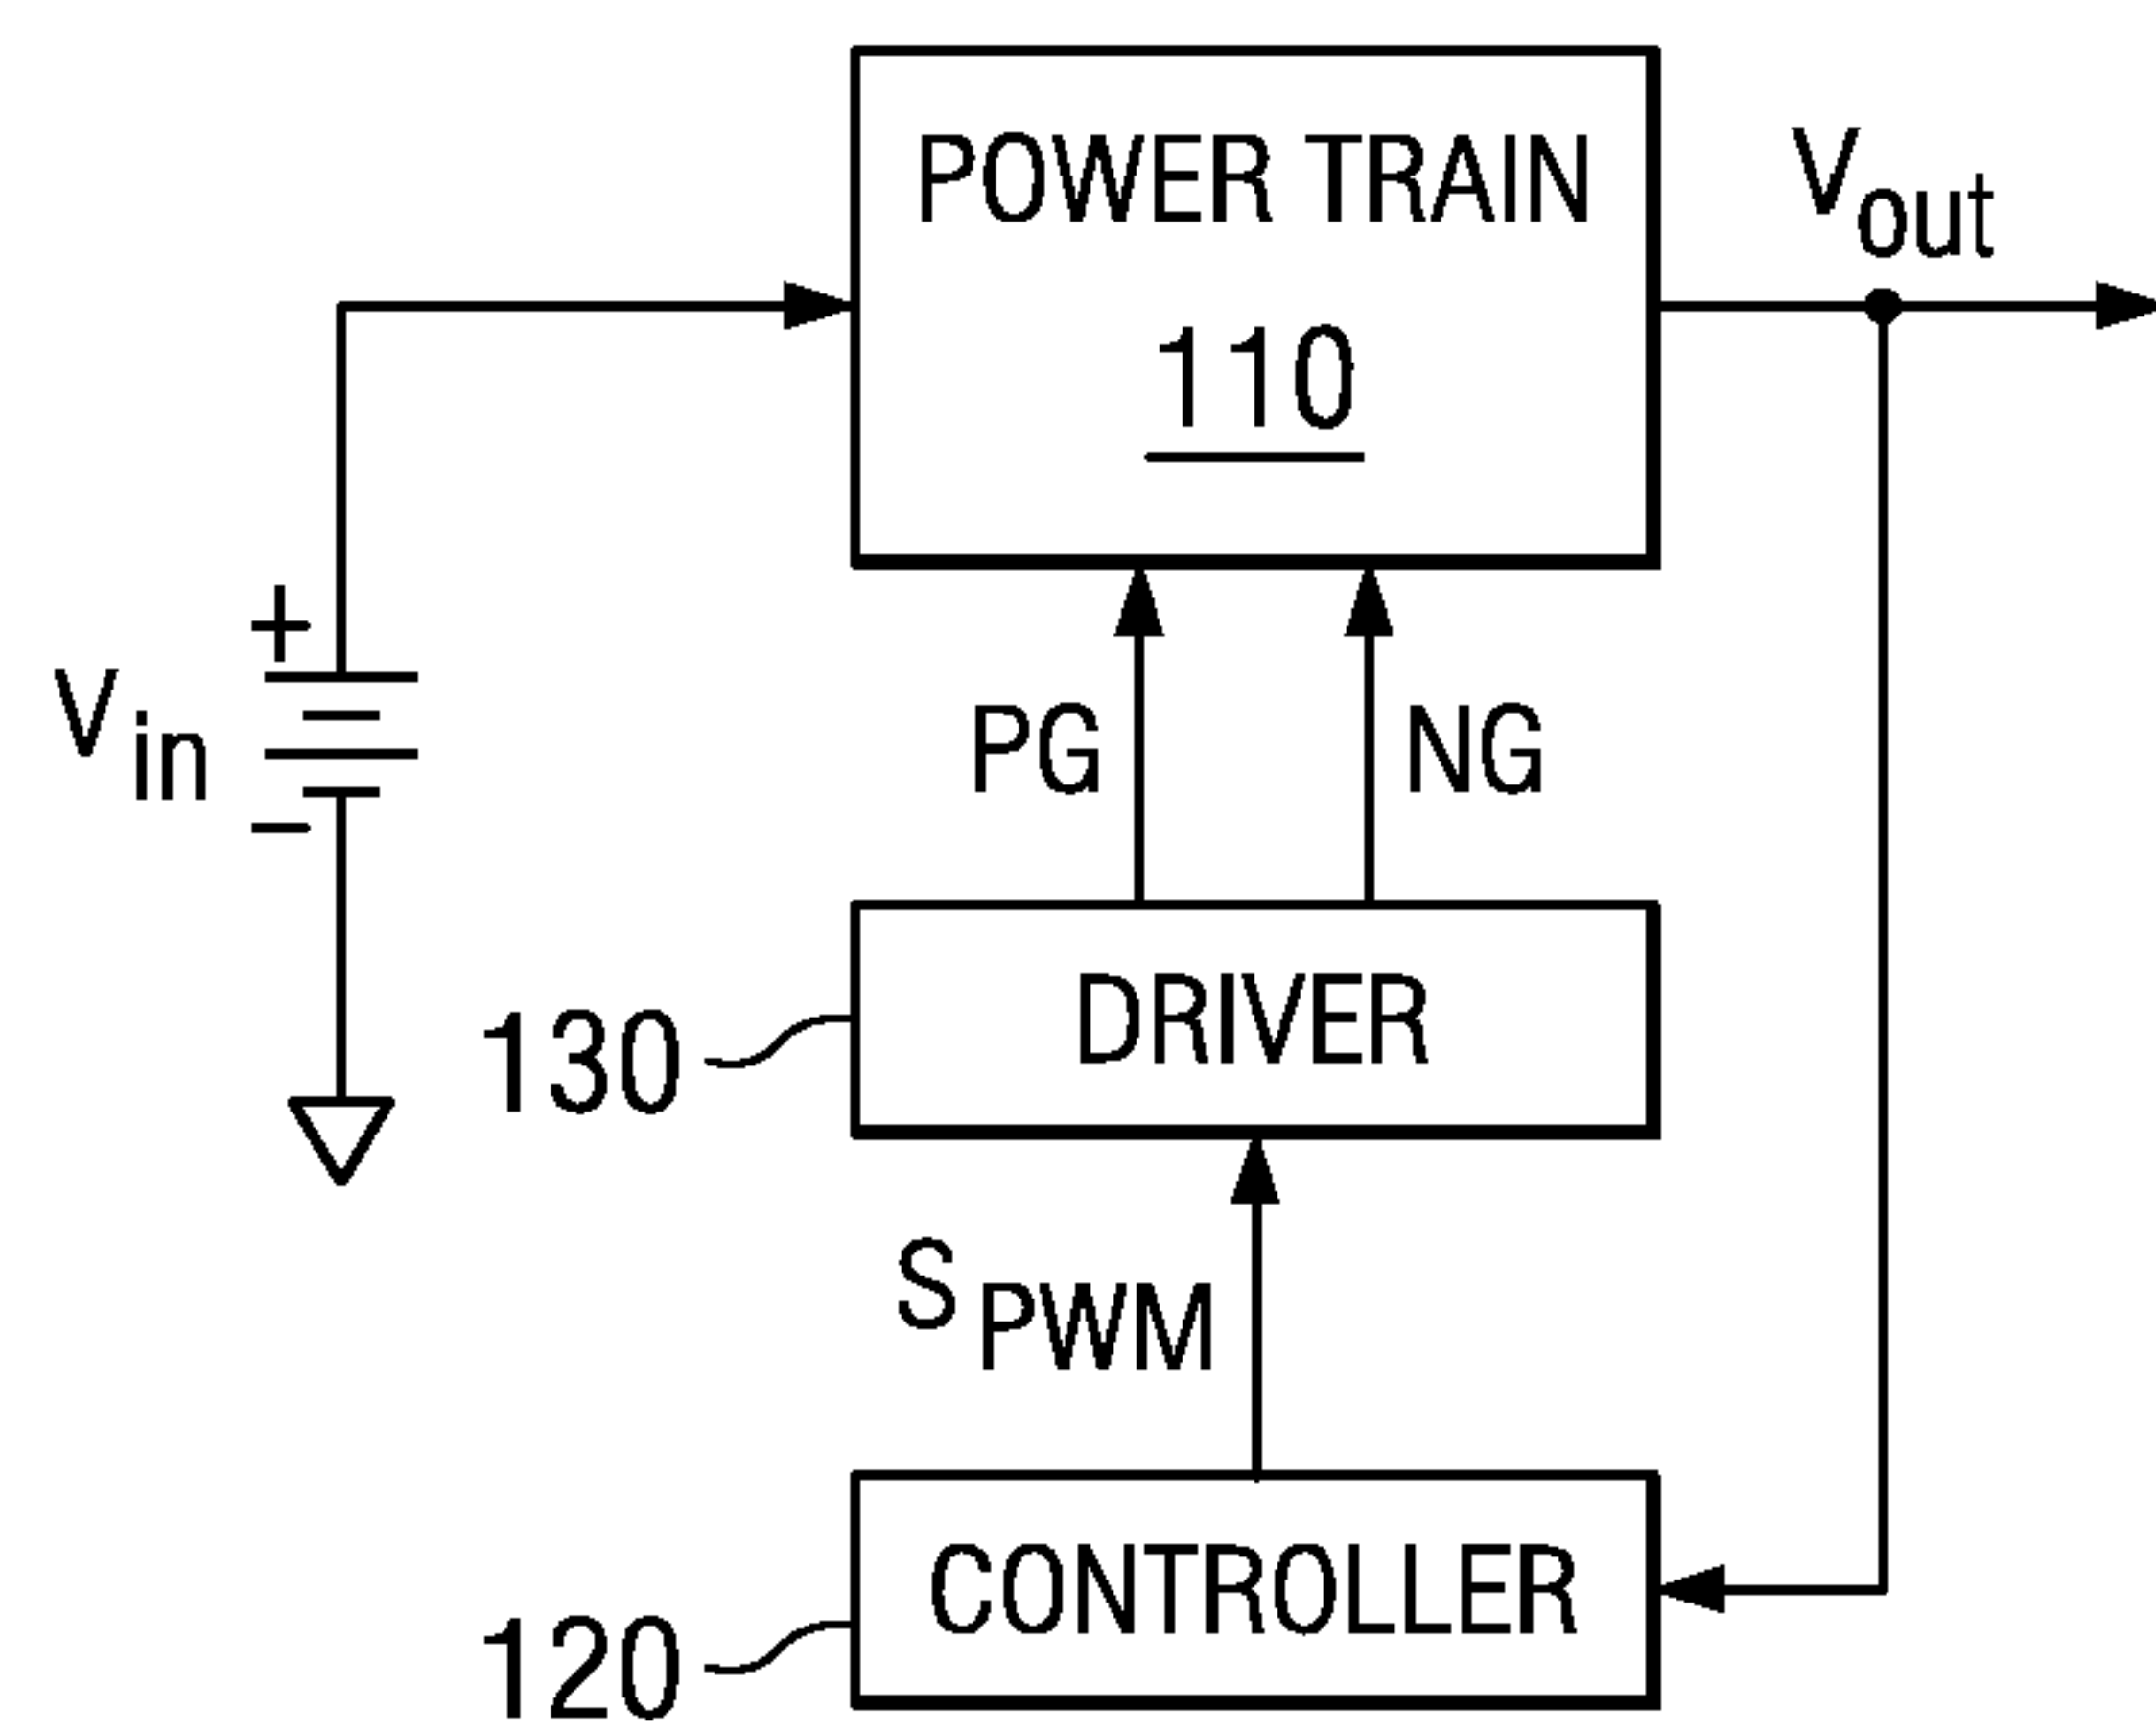 POWER TRAIN
110
Vout
+
Vin
−
PG
NG
DRIVER
130
SPWM
CONTROLLER
120